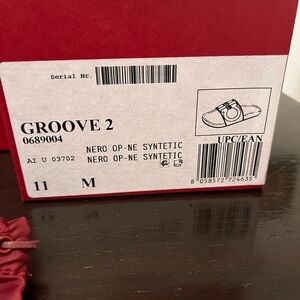 Serial Nr.
GROOVE 2
0689004
UPC/EAN
NERO OP-NE SYNTETIC
AI U 03702 NERO OP-NE SYNTETIC
11 M
8 058572 724635